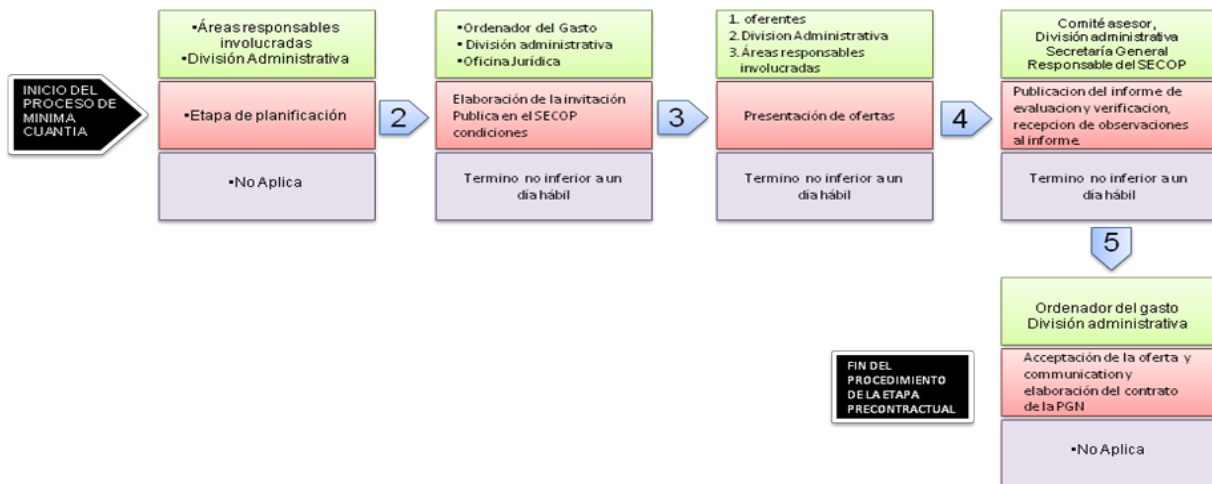 INICIO DEL
PROCESO DE
MINIMA
CUANTIA
•Áreas responsables
involucradas
•División Administrativa
•Etapa de planificación
•No Aplica
2
•Ordenador del Gasto
• División administrativa
•Oficina Jurídica
Elaboración de la invitación
Publica en el SECOP
condiciones
Termino no inferior a un
día hábil
3
1. oferentes
2. Division Administrativa
3. Áreas responsables
involucradas
Presentación de ofertas
Termino no inferior a un
día hábil
4
Comité asesor,
División administrativa
Secretaría General
Responsable del SECOP
Publicacion del informe de
evaluacion y verificacion,
recepcion de observaciones
al informe.
Termino no inferior a un
día hábil
5
Ordenador del gasto
División administrativa
Acceptación de la oferta y
communication y
elaboración del contrato
de la PGN
•No Aplica
FIN DEL
PROCEDIMIENTO
DE LA ETAPA
PRECONTRACTUAL